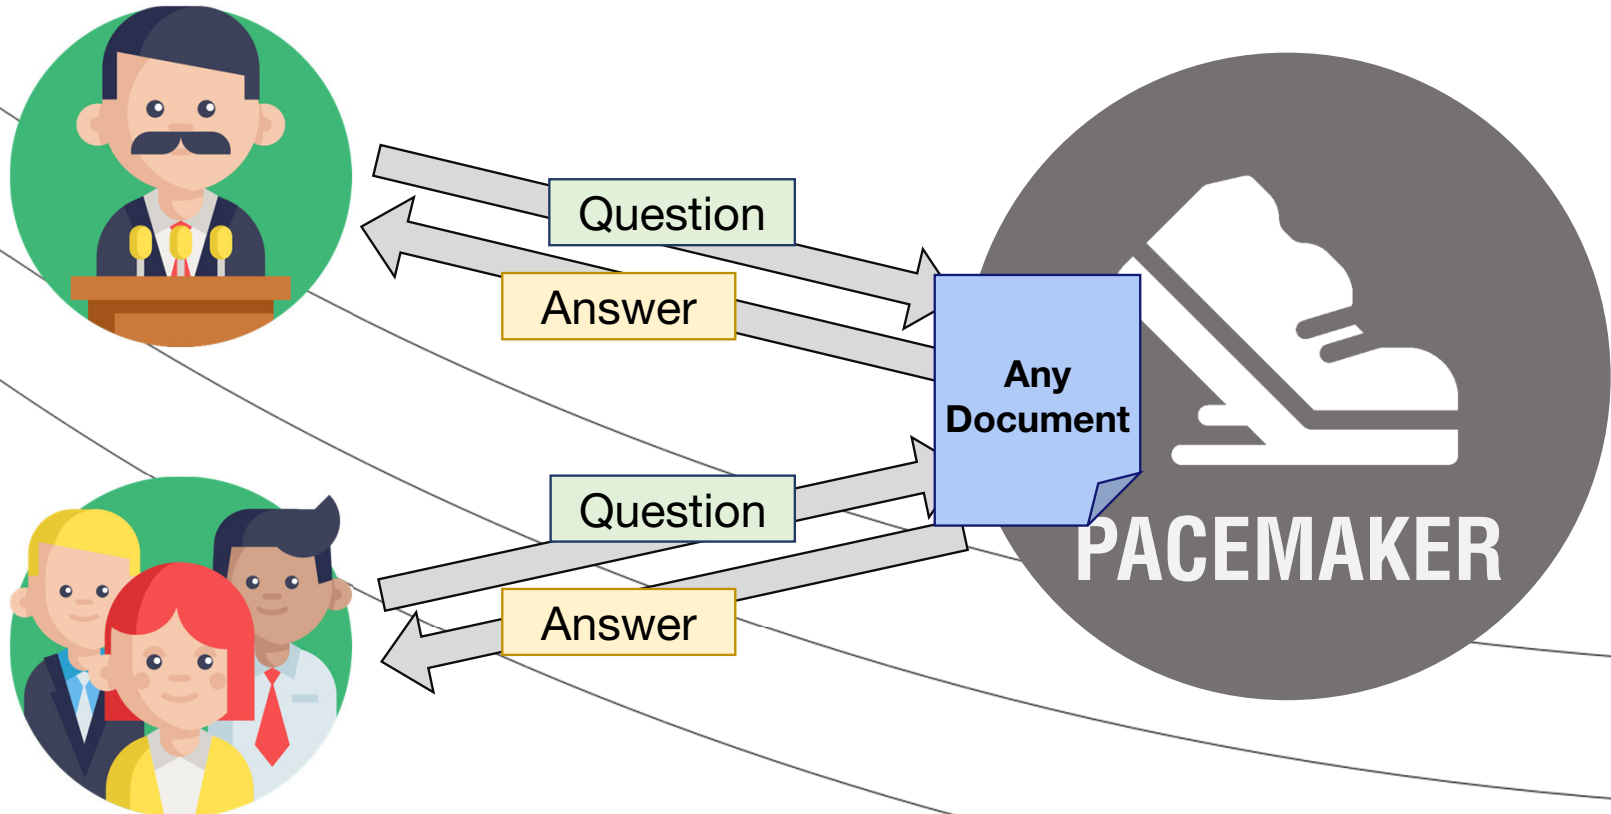 Question
Answer
Any
Document
Question
Answer
PACEMAKER